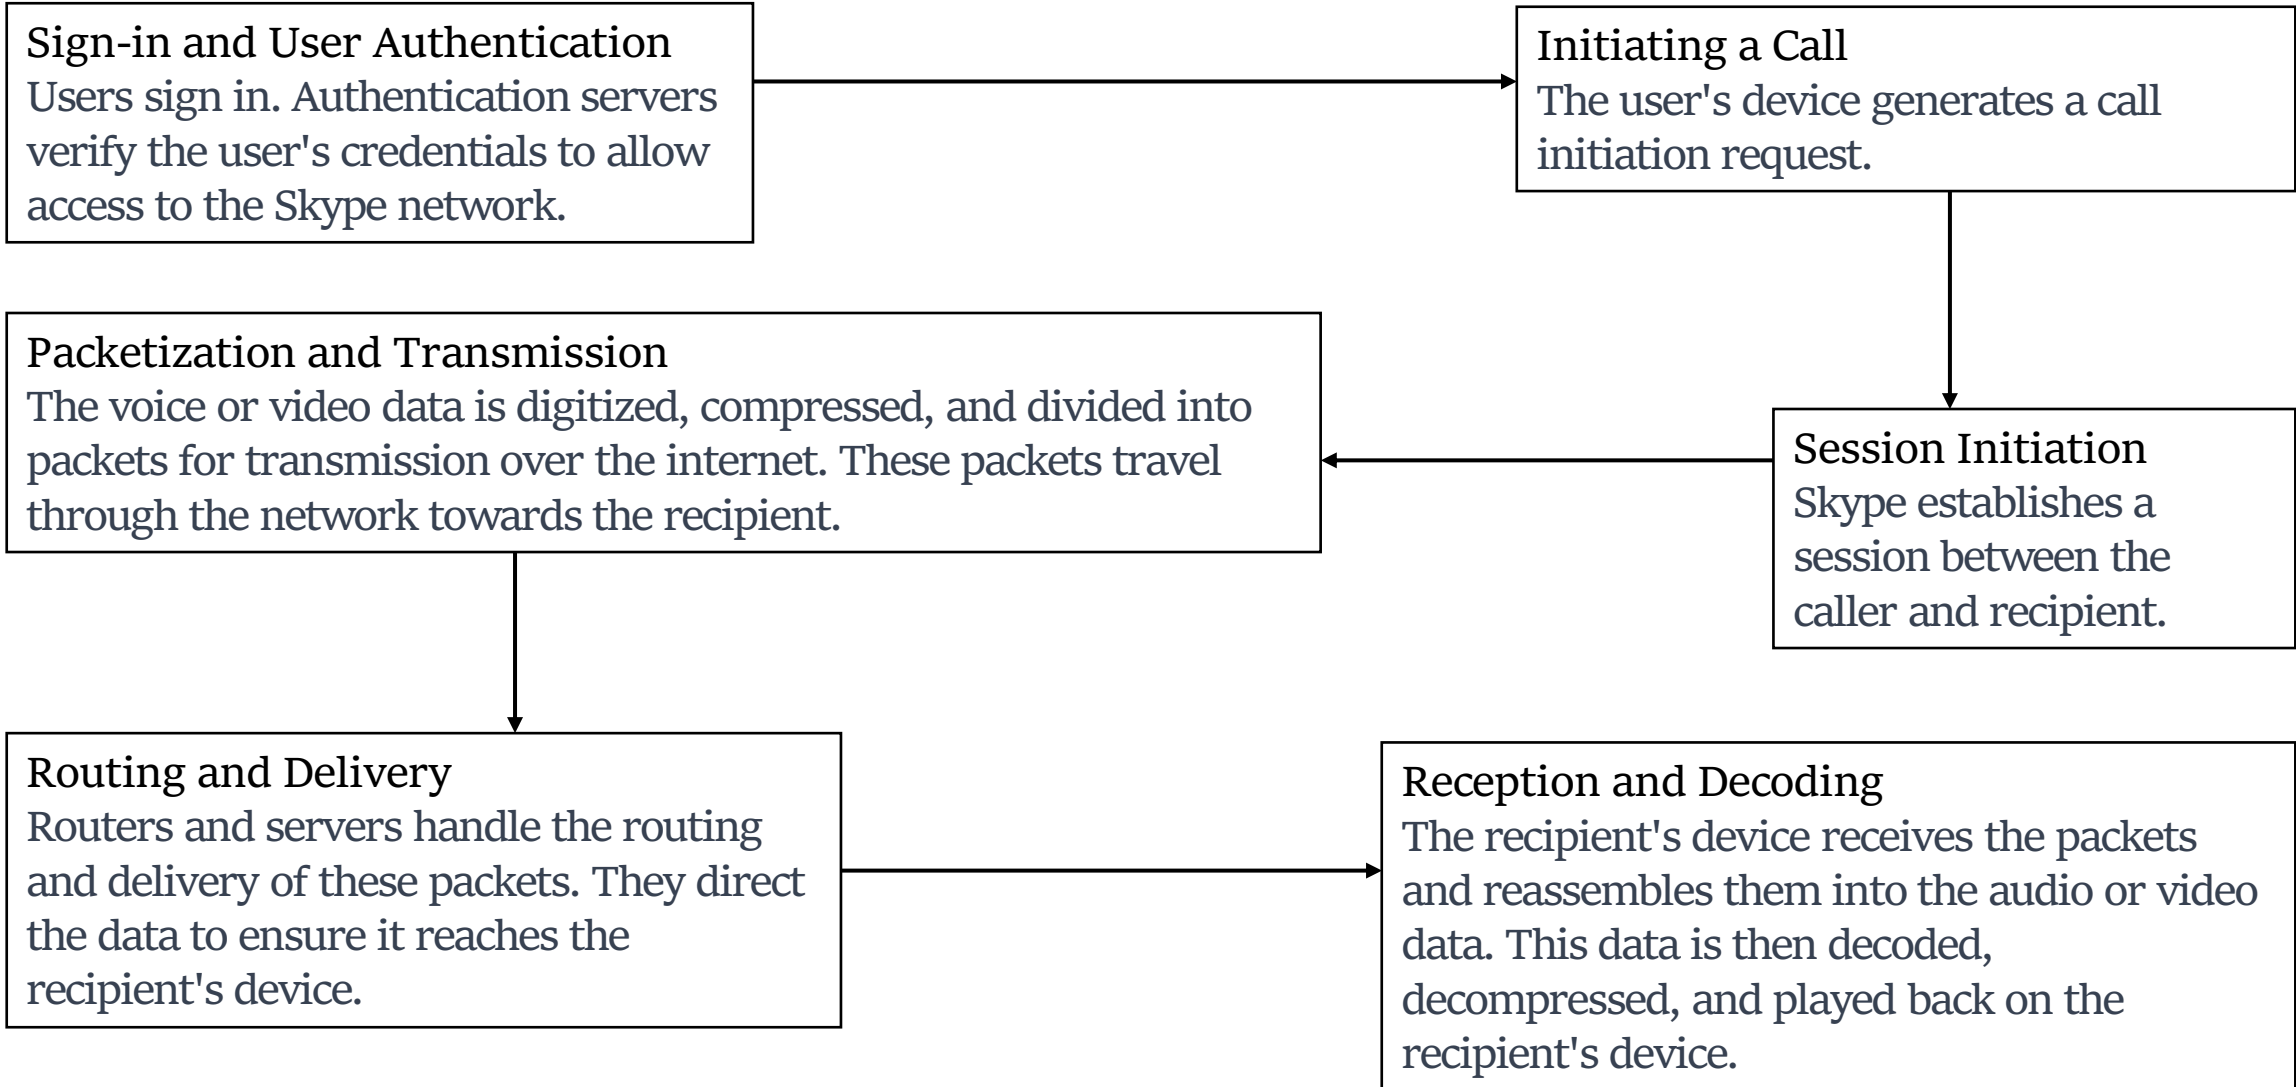 Sign-in and User Authentication
Users sign in. Authentication servers
verify the user's credentials to allow
access to the Skype network.
Initiating a Call
The user's device generates a call
initiation request.
Session Initiation
Skype establishes a
session between the
caller and recipient.
Packetization and Transmission
The voice or video data is digitized, compressed, and divided into
packets for transmission over the internet. These packets travel
through the network towards the recipient.
Routing and Delivery
Routers and servers handle the routing
and delivery of these packets. They direct
the data to ensure it reaches the
recipient's device.
Reception and Decoding
The recipient's device receives the packets
and reassembles them into the audio or video
data. This data is then decoded,
decompressed, and played back on the
recipient's device.